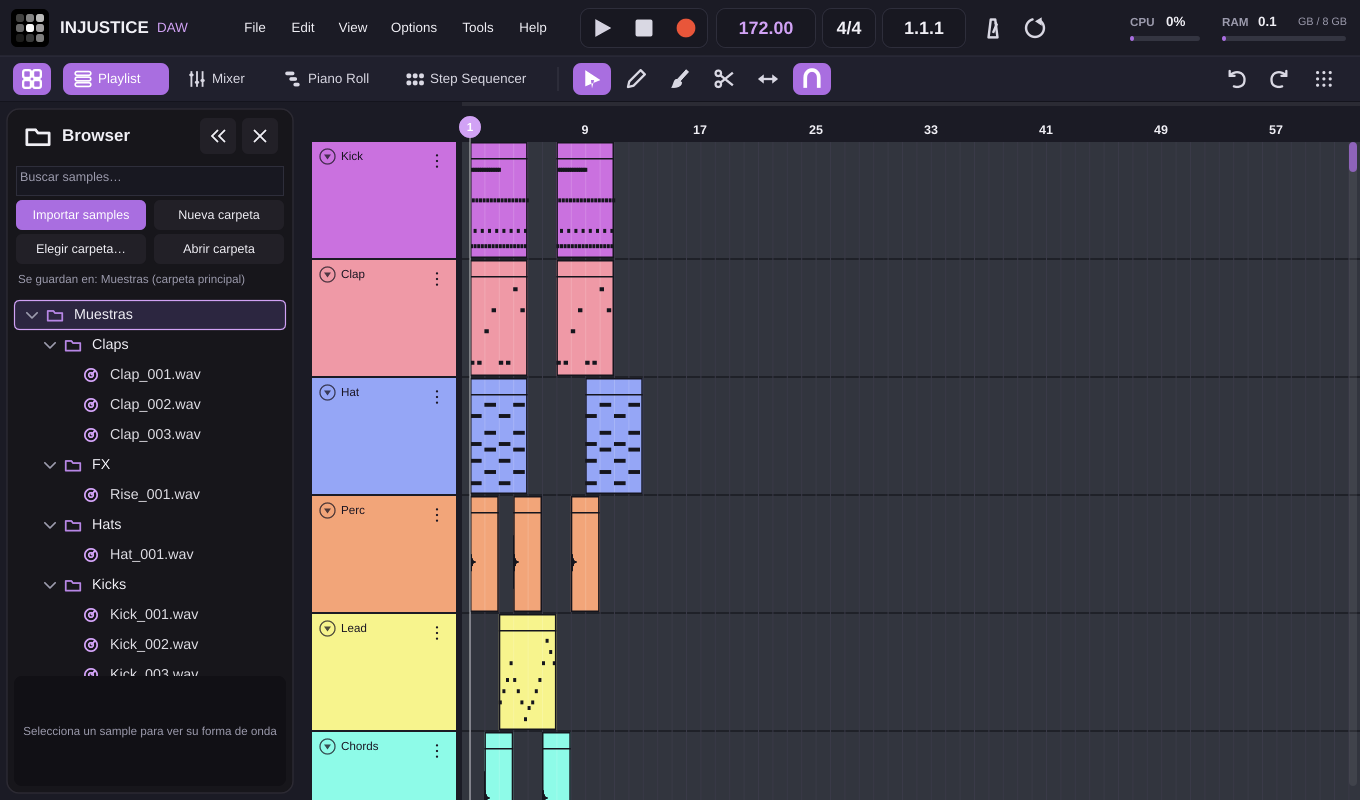 INJUSTICE DAW File Edit View Options Tools Help 172.00 4/4 1.1.1 CPU 0% RAM 0.1 GB / 8 GB
Playlist Mixer Piano Roll Step Sequencer
Browser
1 9 17 25 33 41 49 57
Buscar samples…
Importar samples Nueva carpeta
Elegir carpeta… Abrir carpeta
Se guardan en: Muestras (carpeta principal)
Muestras
Claps
Clap_001.wav
Clap_002.wav
Clap_003.wav
FX
Rise_001.wav
Hats
Hat_001.wav
Kicks
Kick_001.wav
Kick_002.wav
Kick_003.wav
Selecciona un sample para ver su forma de onda
Kick
Clap
Hat
Perc
Lead
Chords